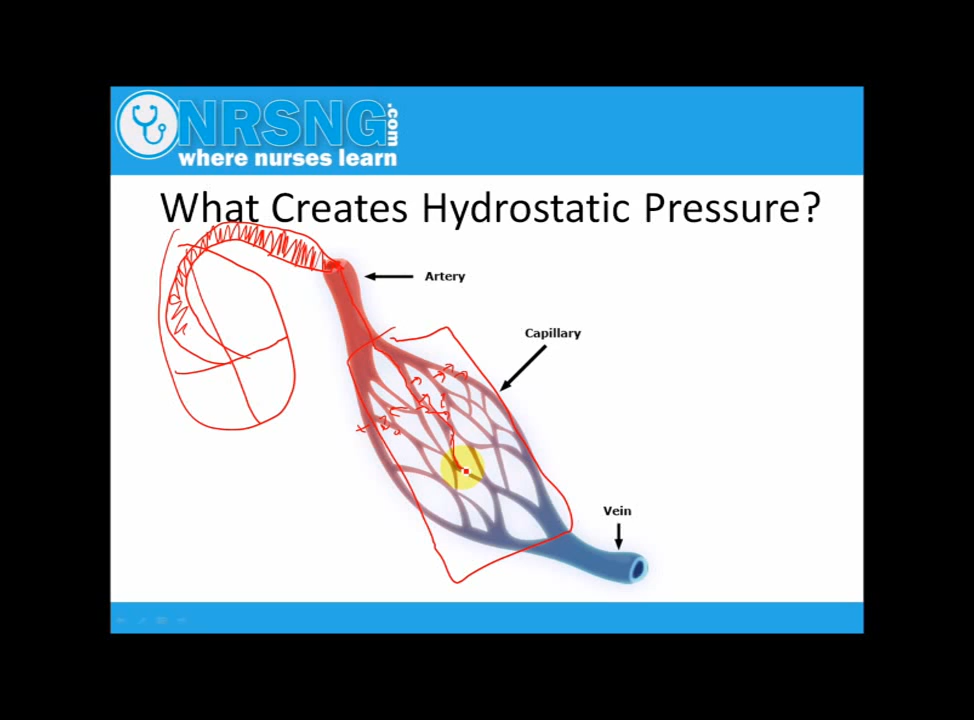 NRSNG.com
where nurses learn
What Creates Hydrostatic Pressure?
Artery
Capillary
Vein